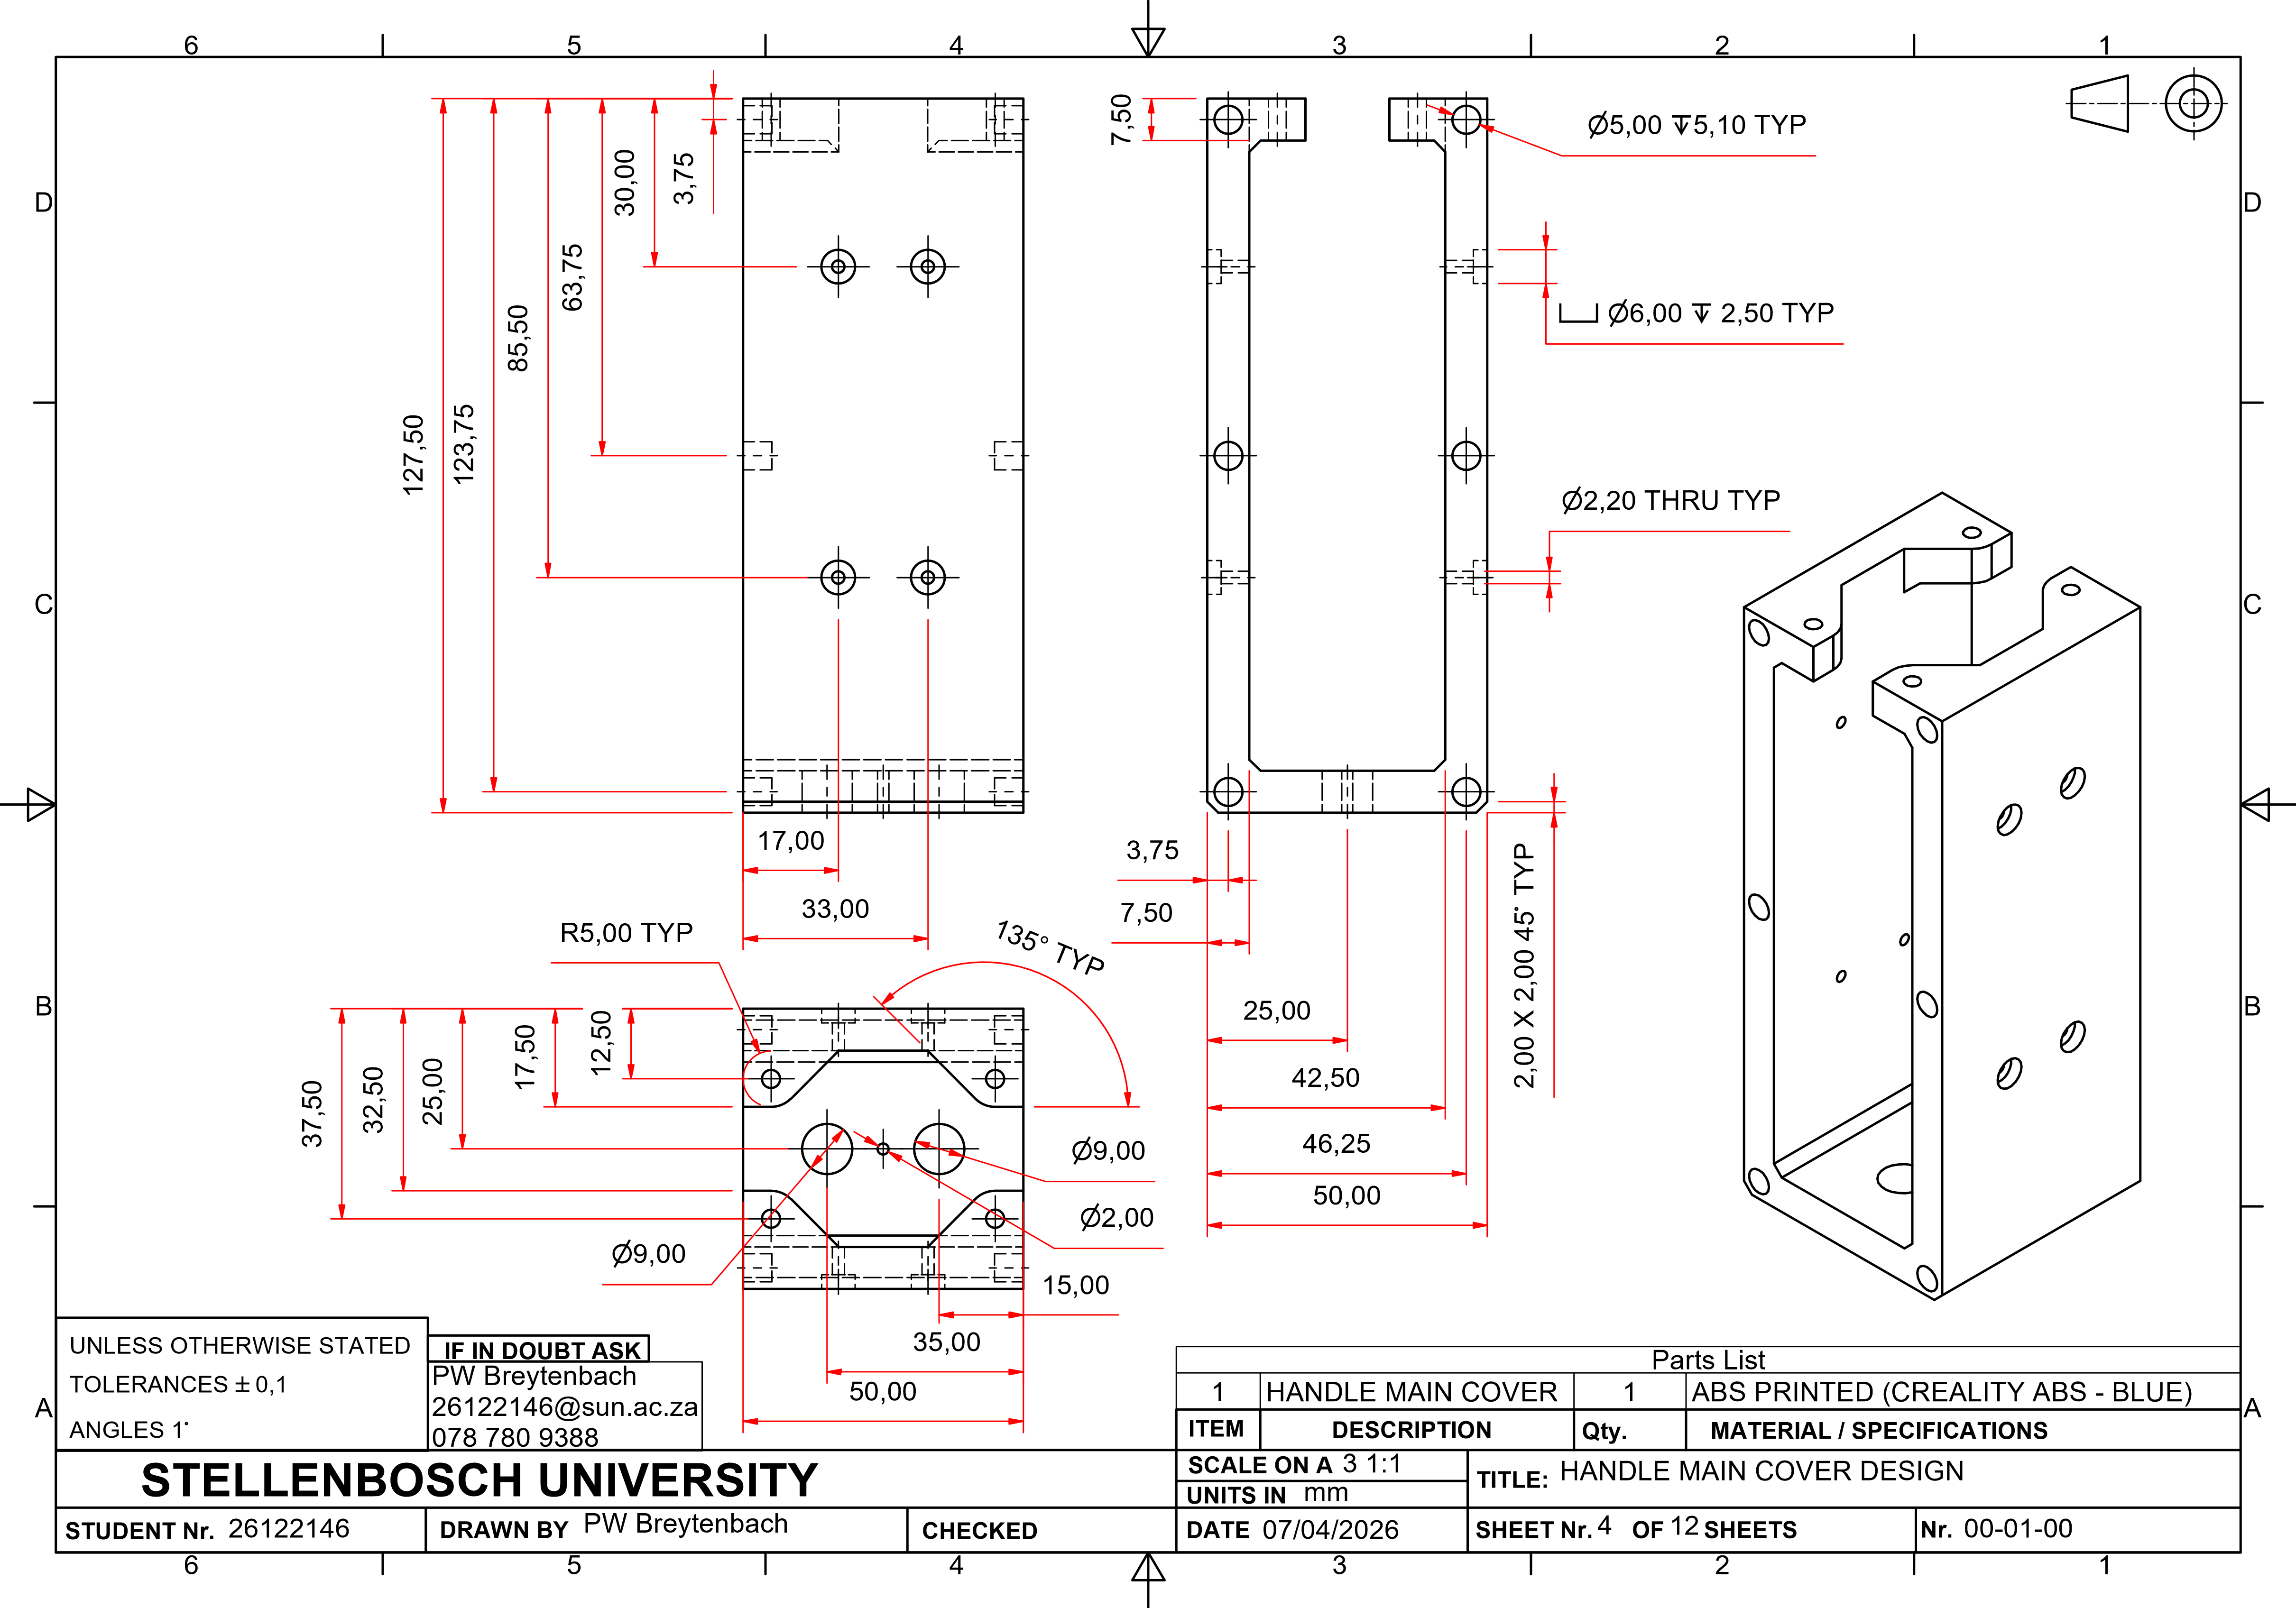 6 5 4 3 2 1
D D
C C
B B
A A
6 5 4 3 2 1
127,50
123,75
85,50
63,75
30,00
3,75
17,00
33,00
7,50
Ø5,00 ↧5,10 TYP
⌴ Ø6,00 ↧ 2,50 TYP
Ø2,20 THRU TYP
3,75
7,50
25,00
42,50
46,25
50,00
2,00 X 2,00 45° TYP
R5,00 TYP
135° TYP
37,50
32,50
25,00
17,50
12,50
Ø9,00
Ø2,00
Ø9,00
15,00
35,00
50,00
UNLESS OTHERWISE STATED
TOLERANCES ± 0,1
ANGLES 1°
IF IN DOUBT ASK
PW Breytenbach
26122146@sun.ac.za
078 780 9388
Parts List
1 HANDLE MAIN COVER 1 ABS PRINTED (CREALITY ABS - BLUE)
ITEM DESCRIPTION Qty. MATERIAL / SPECIFICATIONS
STELLENBOSCH UNIVERSITY
SCALE ON A 3 1:1
UNITS IN mm
TITLE: HANDLE MAIN COVER DESIGN
STUDENT Nr. 26122146 DRAWN BY PW Breytenbach CHECKED
DATE 07/04/2026 SHEET Nr. 4 OF 12 SHEETS Nr. 00-01-00